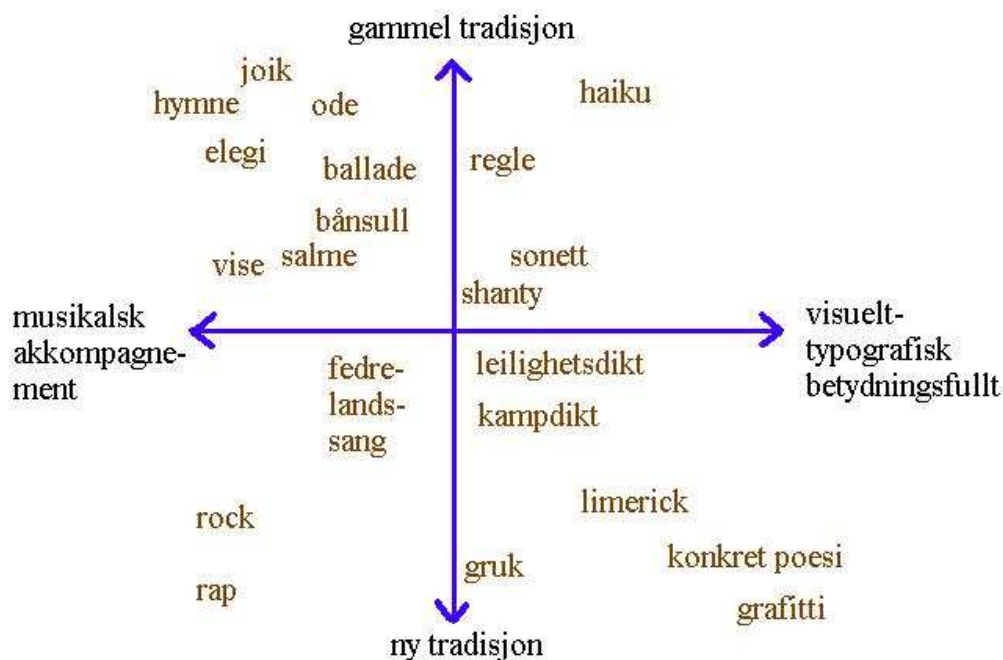 gammel tradisjon
joik
haiku
hymne
ode
elegi
ballade
regle
bånsull
vise
salme
sonett
shanty
musikalsk
akkompagne-
ment
visuelt-
typografisk
betydningsfullt
fedre-
lands-
sang
leilighetsdikt
kampdikt
limerick
rock
konkret poesi
gruk
rap
grafitti
ny tradisjon